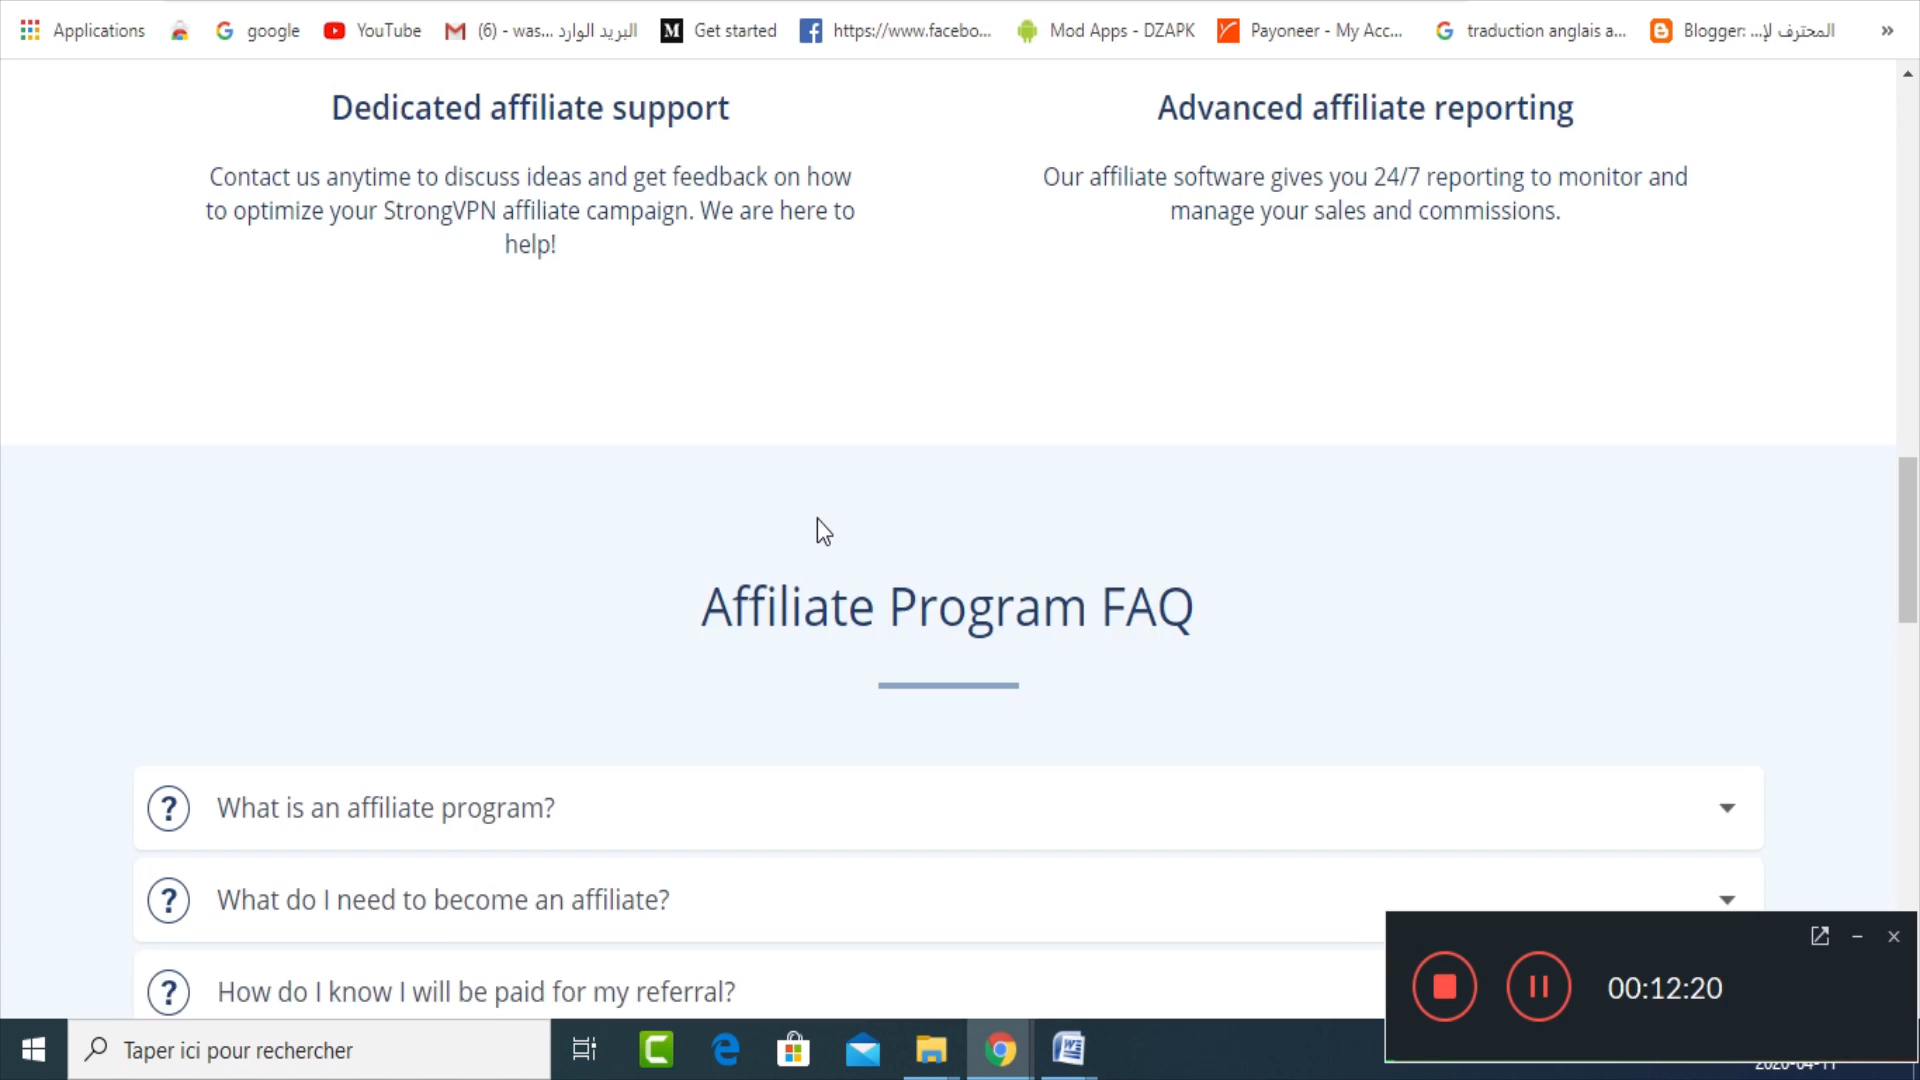 Applications google YouTube (6) - was... البريد الوارد Get started https://www.facebo... Mod Apps - DZAPK Payoneer - My Acc... traduction anglais a... Blogger: ...المحترف لإ »
Dedicated affiliate support
Contact us anytime to discuss ideas and get feedback on how
to optimize your StrongVPN affiliate campaign. We are here to
help!
Advanced affiliate reporting
Our affiliate software gives you 24/7 reporting to monitor and
manage your sales and commissions.
Affiliate Program FAQ
? What is an affiliate program?
? What do I need to become an affiliate?
? How do I know I will be paid for my referral?
00:12:20
Taper ici pour rechercher
2020-04-11